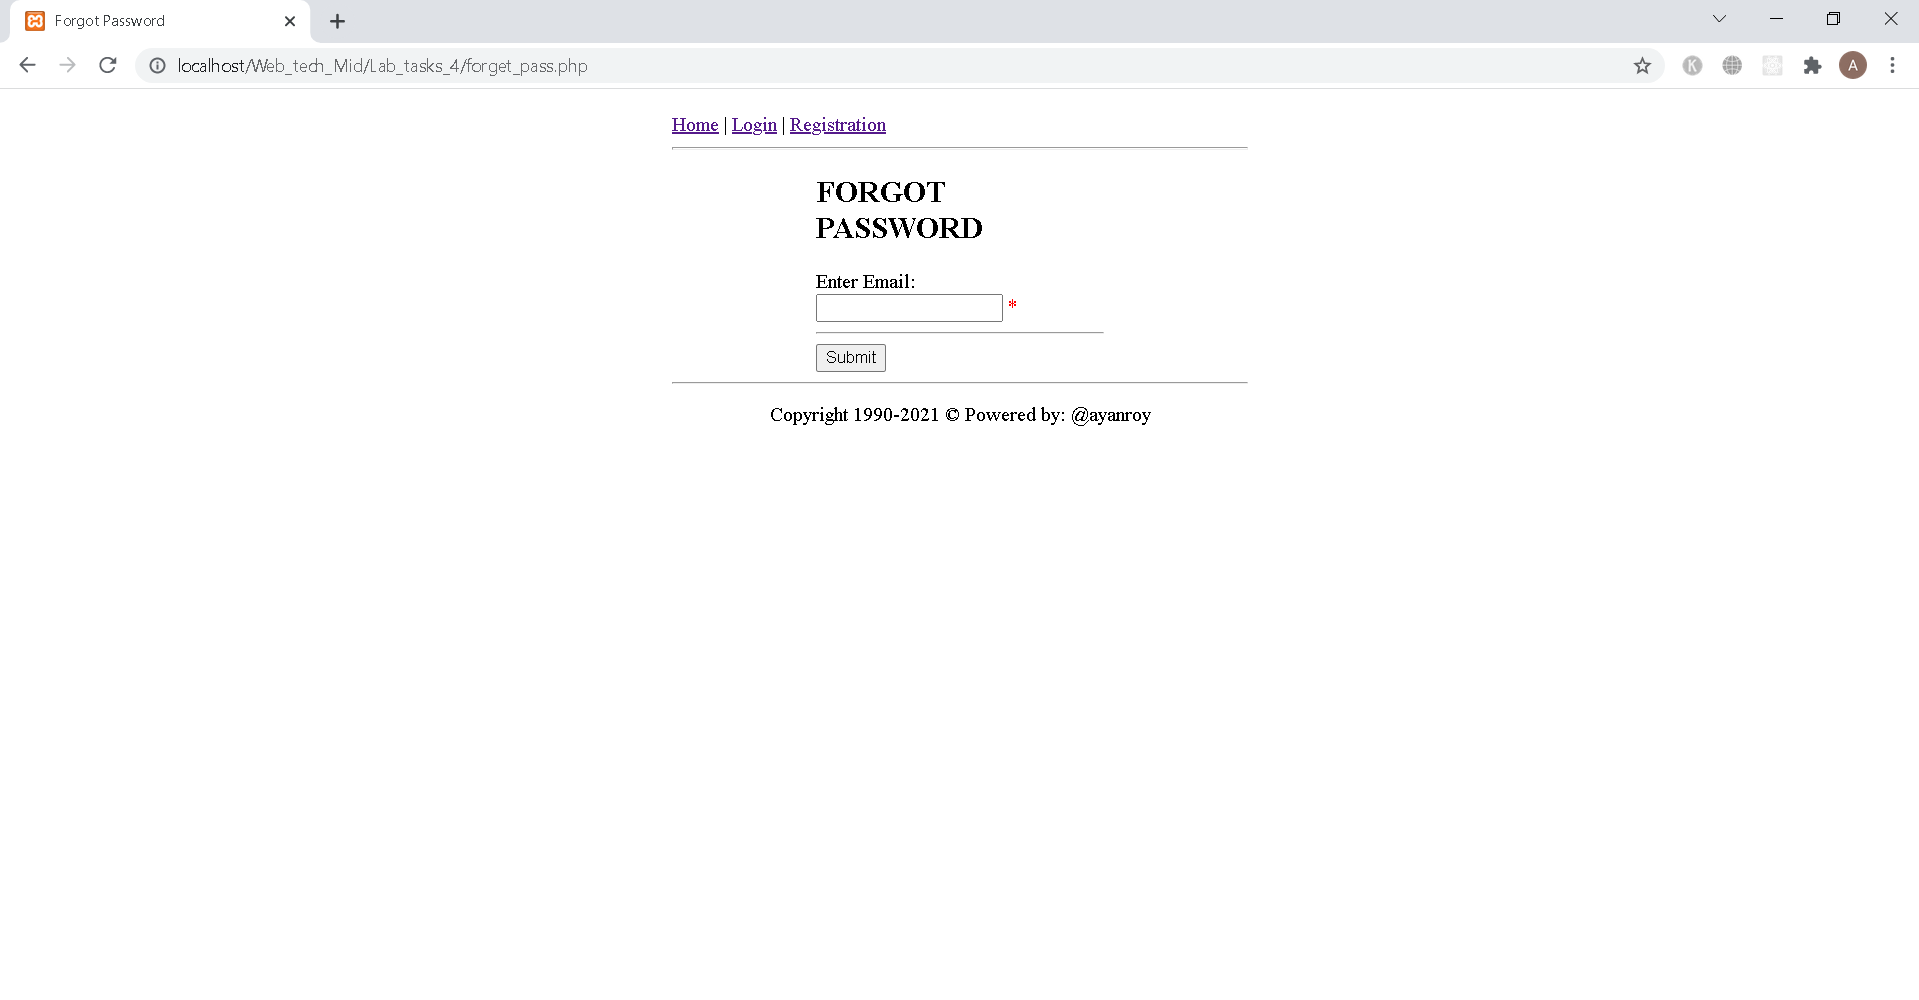 Forgot Password
localhost/Web_tech_Mid/Lab_tasks_4/forget_pass.php
K
A
Home | Login | Registration
FORGOT
PASSWORD
Enter Email:
*
Submit
Copyright 1990-2021 © Powered by: @ayanroy